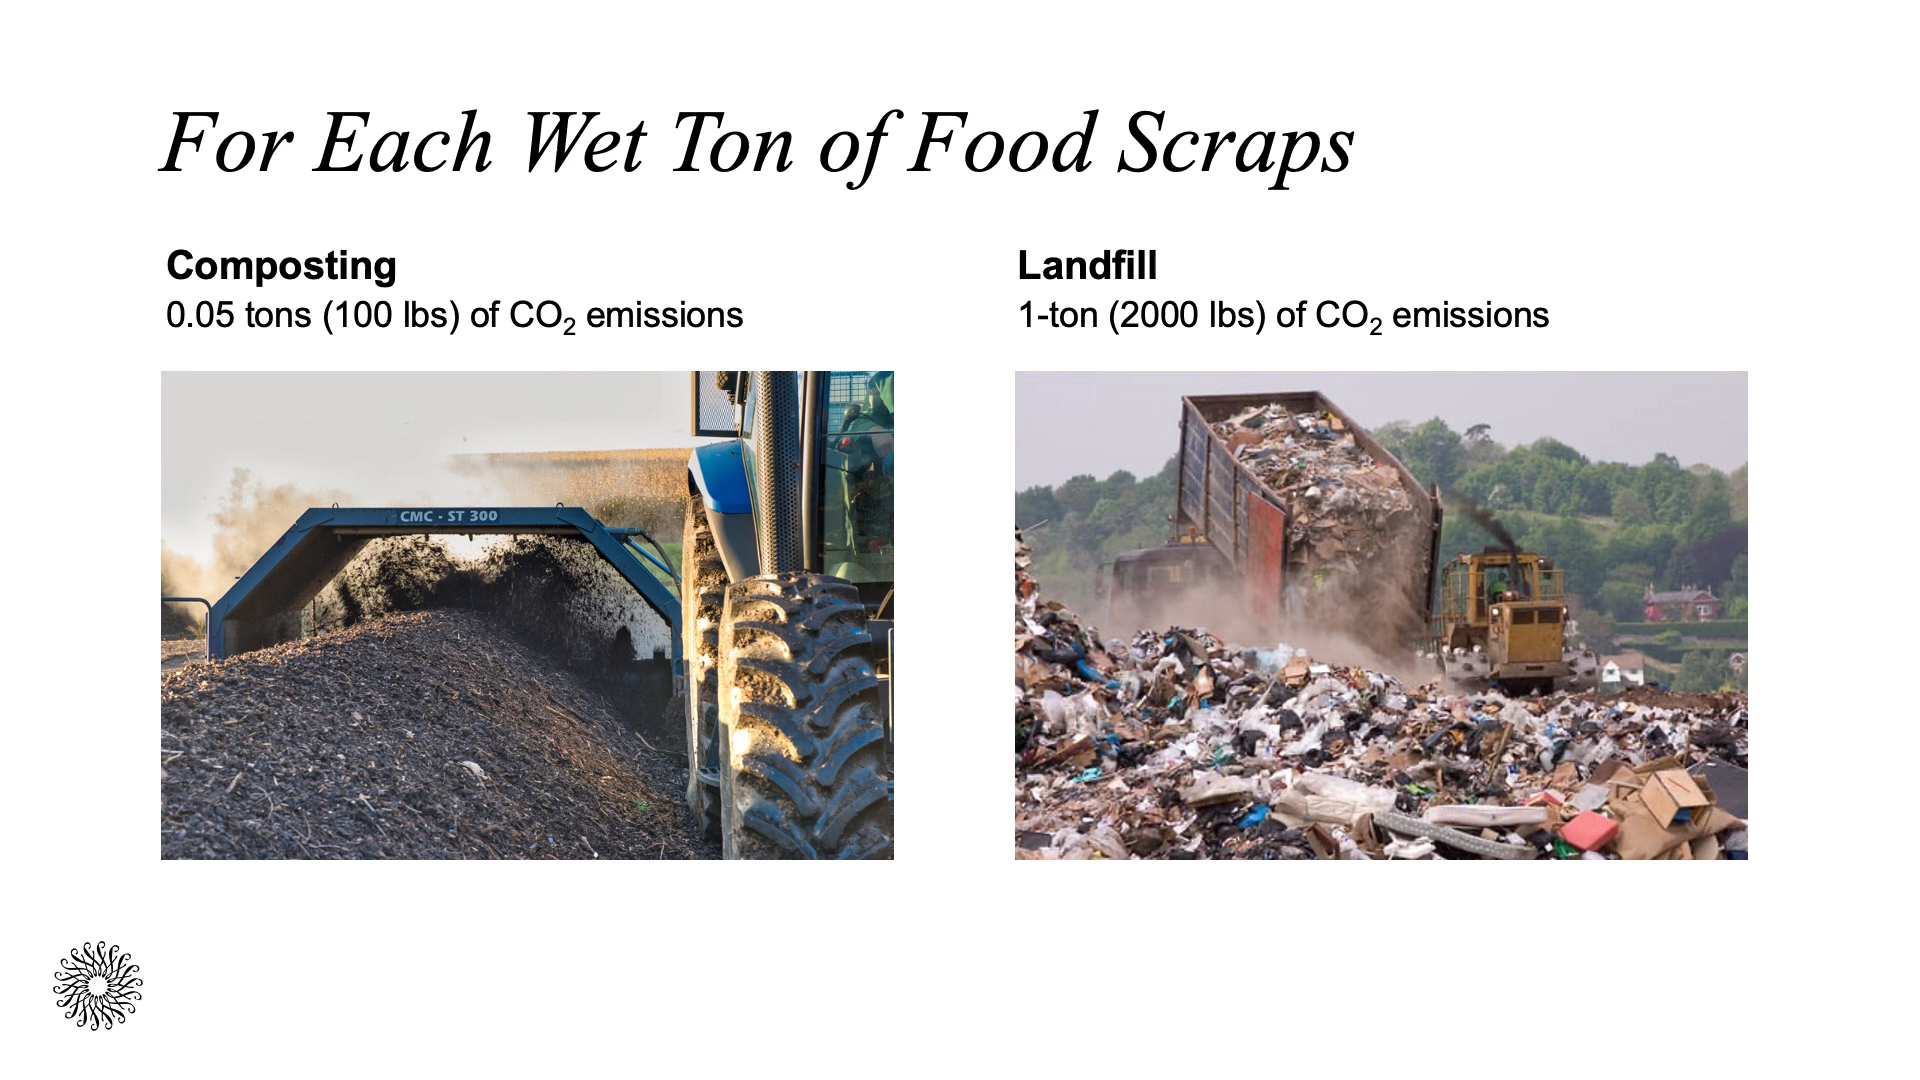 For Each Wet Ton of Food Scraps
Composting
0.05 tons (100 lbs) of CO₂ emissions
Landfill
1-ton (2000 lbs) of CO₂ emissions
CMC - ST 300